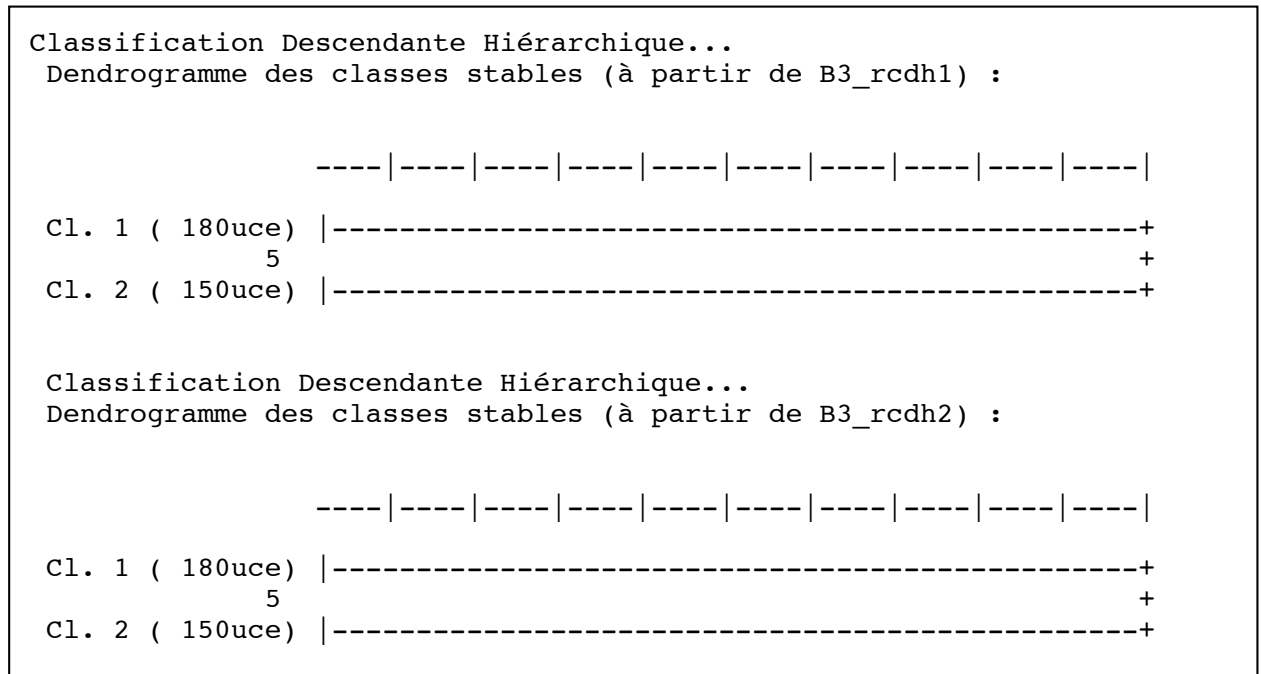 Classification Descendante Hiérarchique...
Dendrogramme des classes stables (à partir de B3_rcdh1) :
----|----|----|----|----|----|----|----|----|----|
Cl. 1 ( 180uce) |------------------------------------------------+
5 +
Cl. 2 ( 150uce) |------------------------------------------------+
Classification Descendante Hiérarchique...
Dendrogramme des classes stables (à partir de B3_rcdh2) :
----|----|----|----|----|----|----|----|----|----|
Cl. 1 ( 180uce) |------------------------------------------------+
5 +
Cl. 2 ( 150uce) |------------------------------------------------+